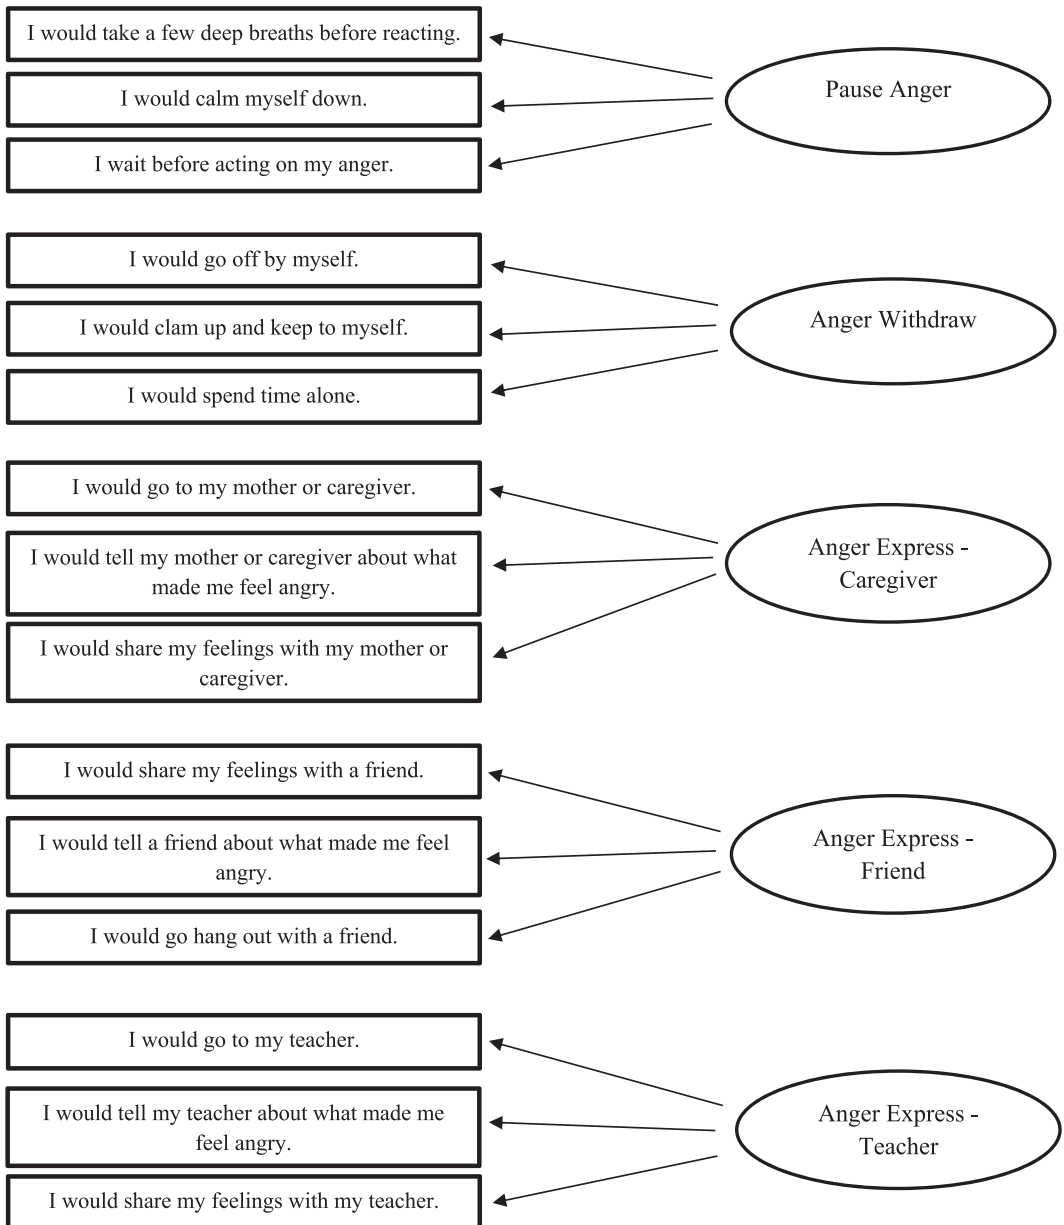 I would take a few deep breaths before reacting.
I would calm myself down.
I wait before acting on my anger.
Pause Anger
I would go off by myself.
I would clam up and keep to myself.
I would spend time alone.
Anger Withdraw
I would go to my mother or caregiver.
I would tell my mother or caregiver about what
made me feel angry.
I would share my feelings with my mother or
caregiver.
Anger Express -
Caregiver
I would share my feelings with a friend.
I would tell a friend about what made me feel
angry.
I would go hang out with a friend.
Anger Express -
Friend
I would go to my teacher.
I would tell my teacher about what made me
feel angry.
I would share my feelings with my teacher.
Anger Express -
Teacher